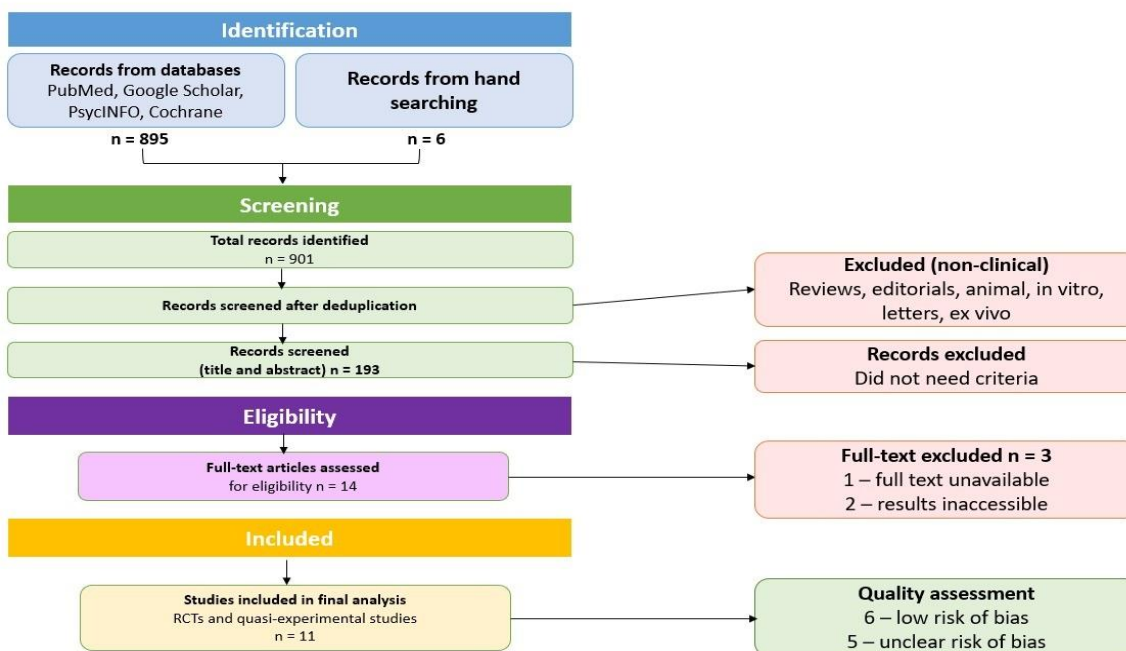 Identification
Records from databases
PubMed, Google Scholar,
PsycINFO, Cochrane
n = 895
Records from hand
searching
n = 6
Screening
Total records identified
n = 901
Records screened after deduplication
Excluded (non-clinical)
Reviews, editorials, animal, in vitro,
letters, ex vivo
Records screened
(title and abstract) n = 193
Records excluded
Did not need criteria
Eligibility
Full-text articles assessed
for eligibility n = 14
Full-text excluded n = 3
1 – full text unavailable
2 – results inaccessible
Included
Studies included in final analysis
RCTs and quasi-experimental studies
n = 11
Quality assessment
6 – low risk of bias
5 – unclear risk of bias